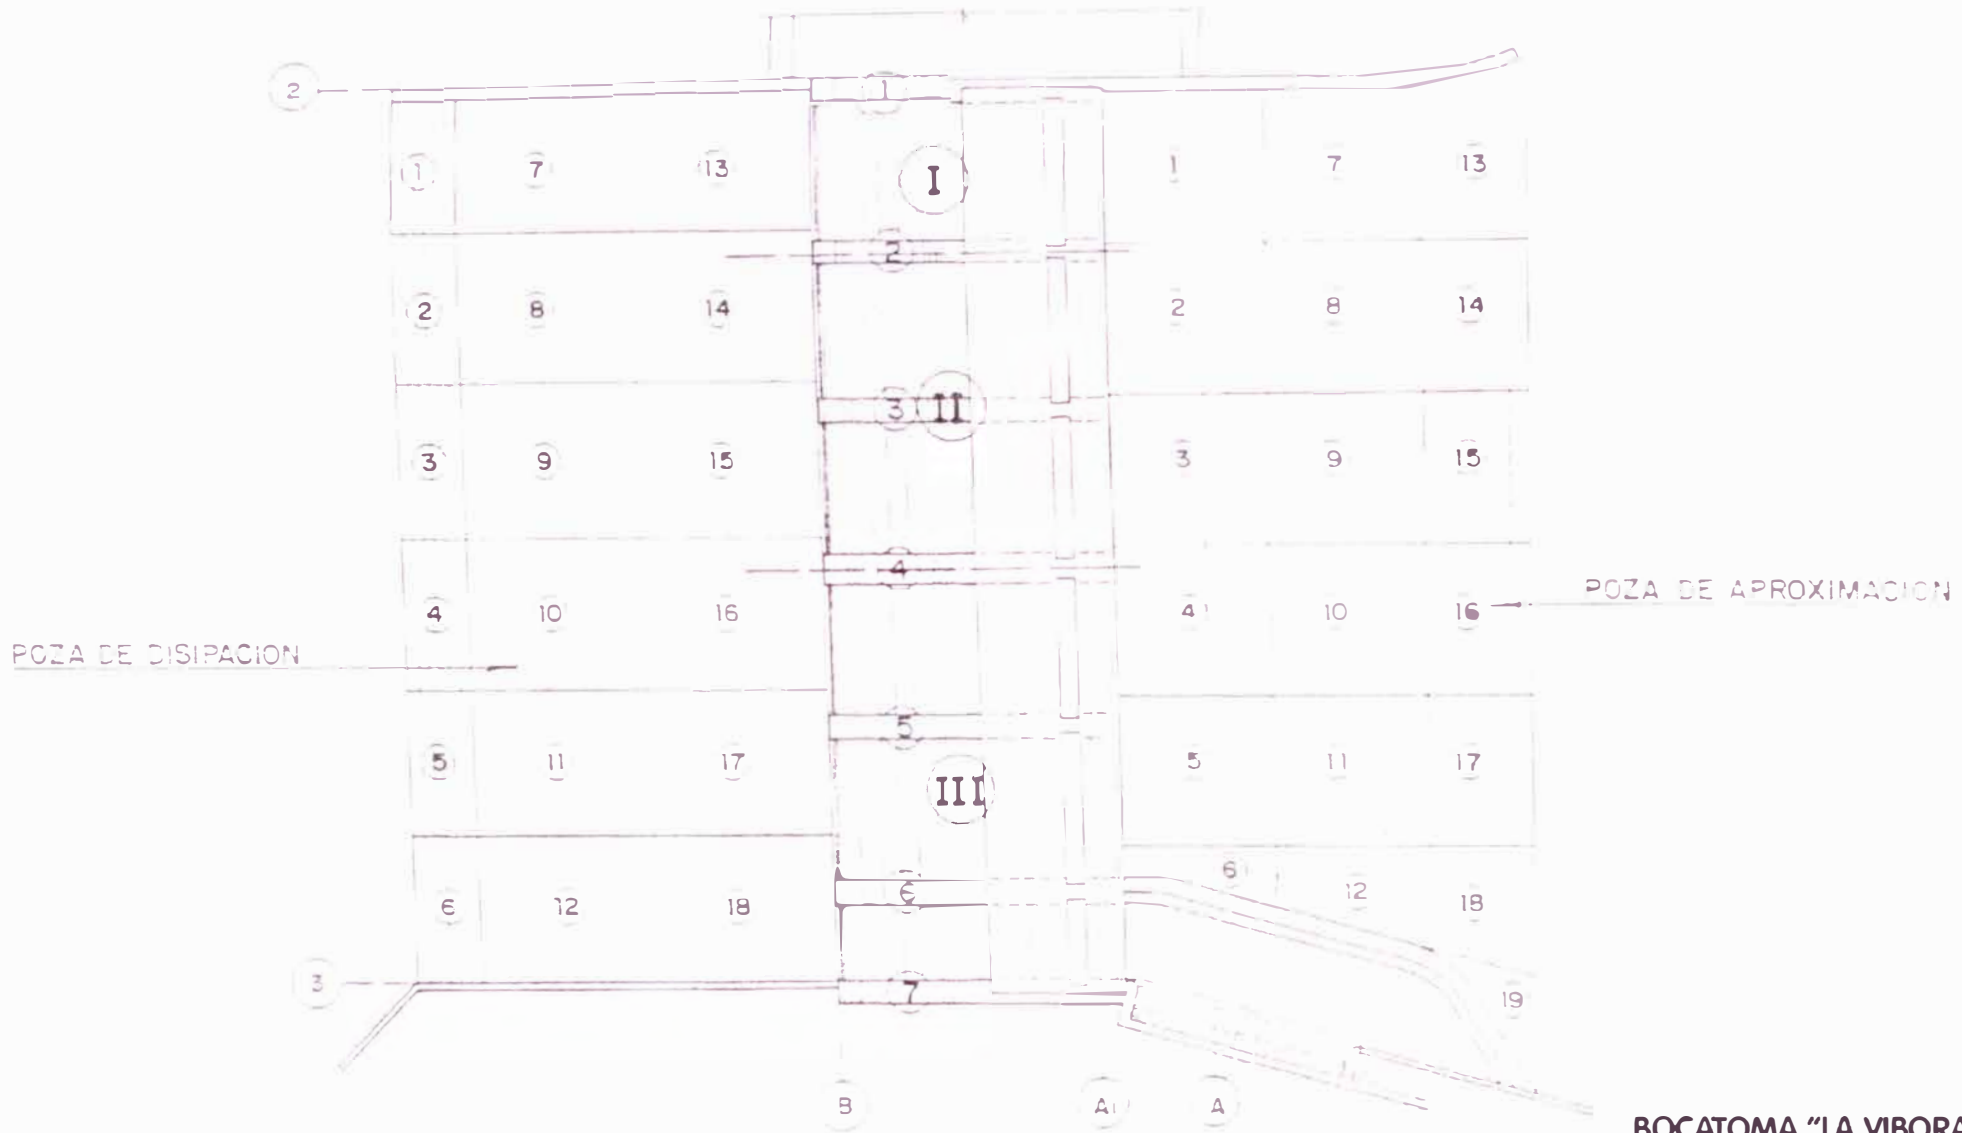 2 1
1 7 13 I 1 7 13
2
2 8 14 2 8 14
3 II
3 9 15 3 9 15
4
4 10 16 4 10 16
POZA DE APROXIMACION
POZA DE DISIPACION
5
5 11 17 5 11 17
III
6 12 18 6 6 12 18
3 7 19
B A1 A
BOCATOMA "LA VIBORA